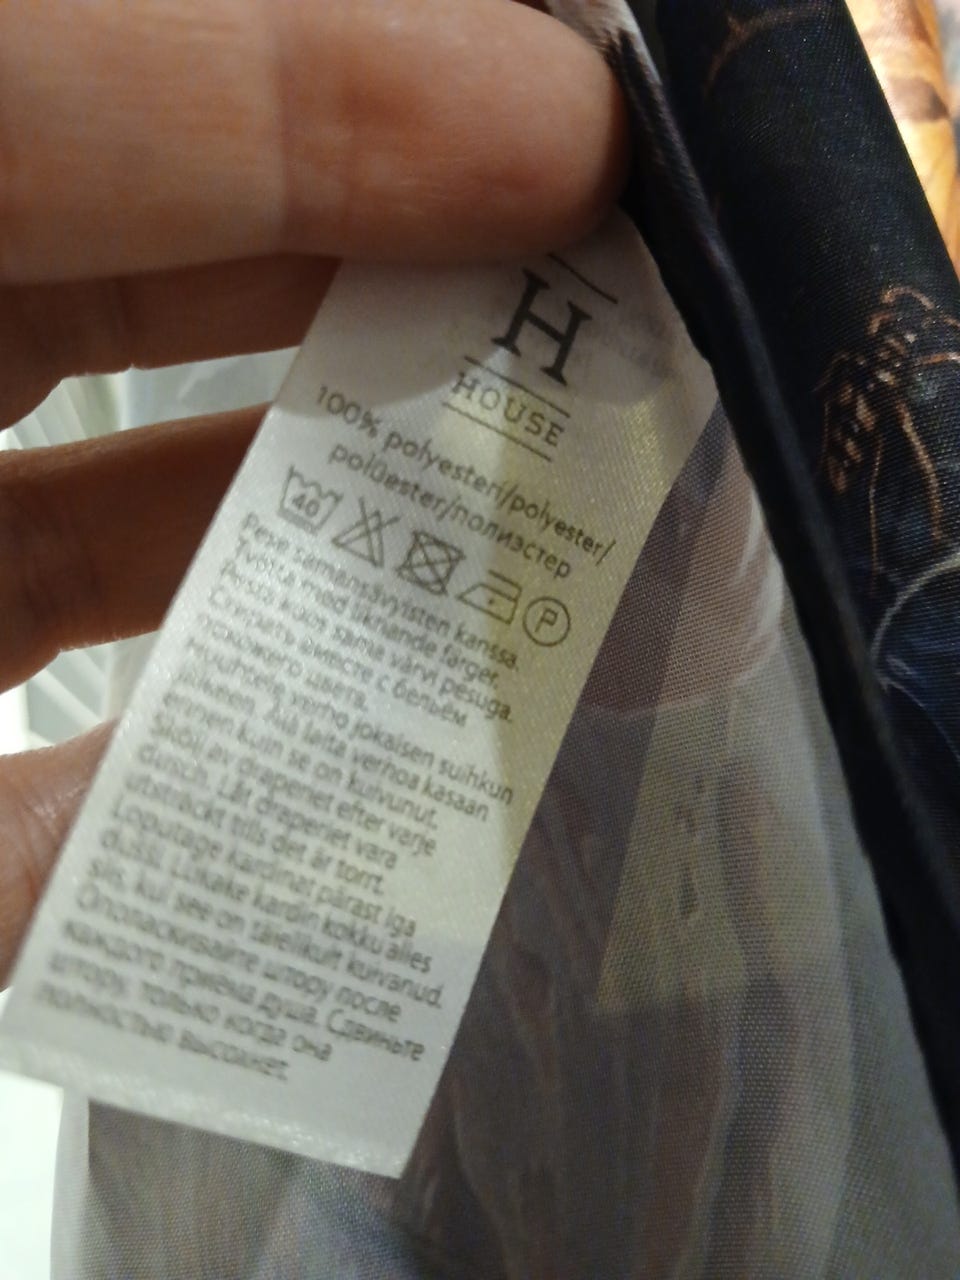 H
HOUSE
100% polyesteri/polyester/
polüester/полиэстер
40
P
Pese samansävyisten kanssa.
Tvätta med liknande färger.
Pesta koos sama värvi pesuga.
Стирать вместе с бельём
похожего цвета.
Huuhtele verho jokaisen suihkun
jälkeen. Älä laita verhoa kasaan
ennen kuin se on kuivunut.
Skölj av draperiet efter varje
dusch. Låt draperiet vara
utsträckt tills det är torrt.
Loputage kardinat pärast iga
dušši. Lükake kardin kokku alles
siis, kui see on täielikult kuivanud.
Ополаскивайте штору после
каждого приема душа. Сдвиньте
штору, только когда она
полностью высохнет.